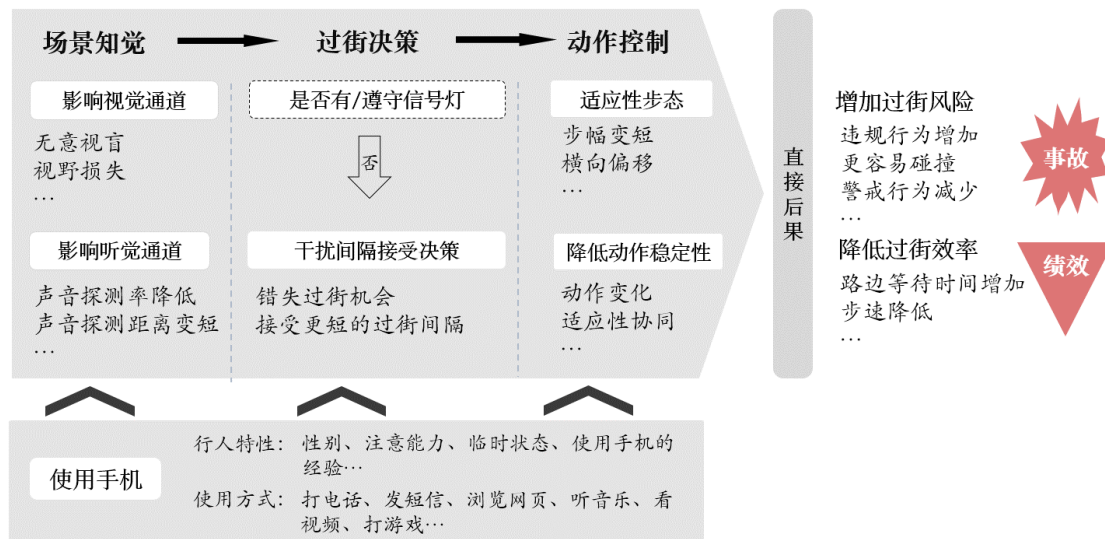 场景知觉
过街决策
动作控制
影响视觉通道
无意视盲
视野损失
…
影响听觉通道
声音探测率降低
声音探测距离变短
…
是否有/遵守信号灯
否
干扰间隔接受决策
错失过街机会
接受更短的过街间隔
适应性步态
步幅变短
横向偏移
…
降低动作稳定性
动作变化
适应性协同
…
直接后果
增加过街风险
违规行为增加
更容易碰撞
警戒行为减少
…
事故
降低过街效率
路边等待时间增加
步速降低
…
绩效
使用手机
行人特性：性别、注意能力、临时状态、使用手机的
经验…
使用方式：打电话、发短信、浏览网页、听音乐、看
视频、打游戏…